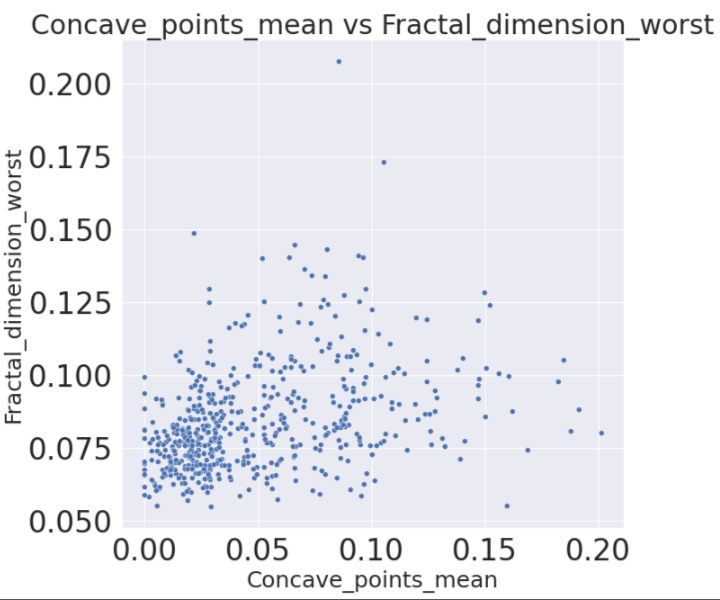 Concave_points_mean vs Fractal_dimension_worst
Fractal_dimension_worst
0.200
0.175
0.150
0.125
0.100
0.075
0.050
0.00 0.05 0.10 0.15 0.20
Concave_points_mean